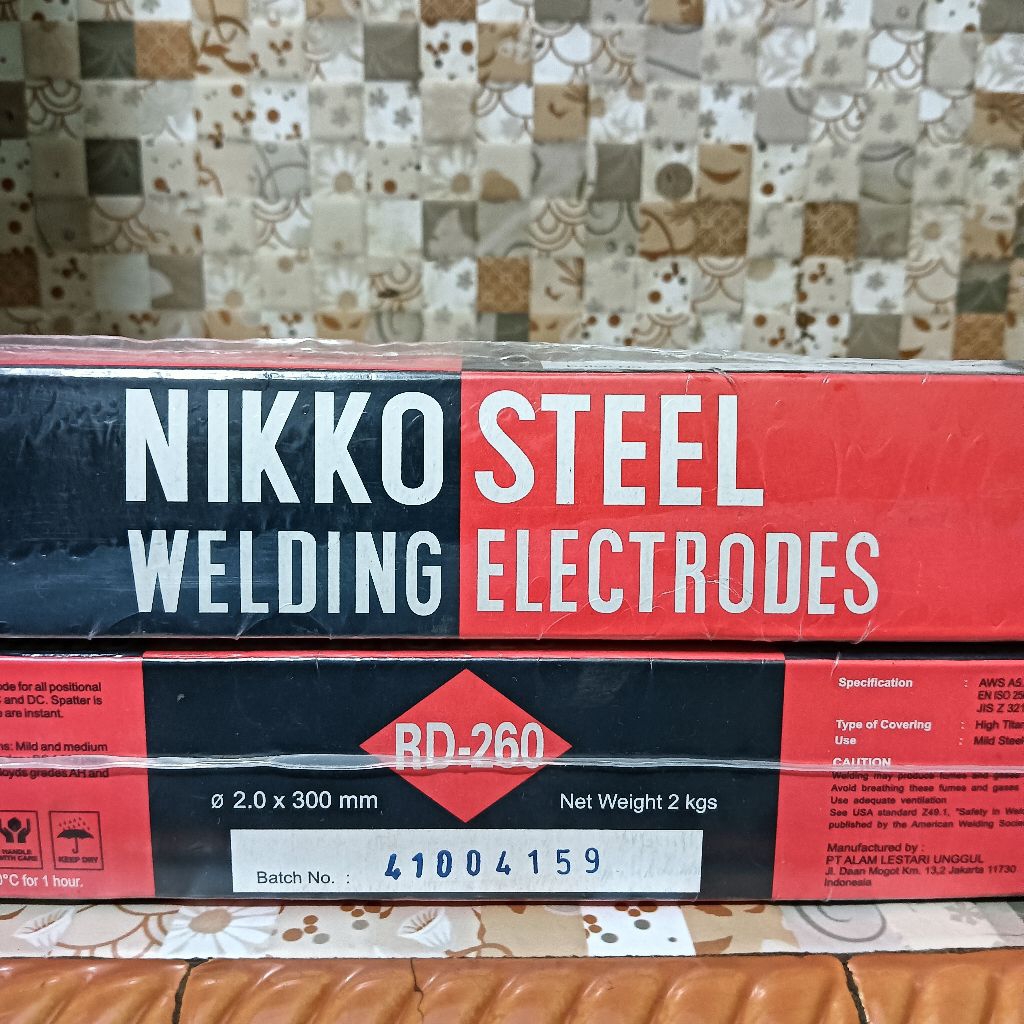 NIKKO STEEL
WELDING ELECTRODES
ode for all positional
and DC. Spatter is
e are instant.
ns: Mild and medium
loyds grades AH and
HANDLE
WITH CARE
KEEP DRY
0°C for 1 hour.
RD-260
ø 2.0 x 300 mm
Net Weight 2 kgs
Batch No. : 41004159
Specification : AWS A5.
EN ISO 25
JIS Z 321
Type of Covering : High Titan
Use : Mild Steel
CAUTION
Welding may produce fumes and gases
Avoid breathing these fumes and gases
Use adequate ventilation
See USA standard Z49.1, "Safety in Weld
published by the American Welding Socie
Manufactured by :
PT ALAM LESTARI UNGGUL
Jl. Daan Mogot Km. 13,2 Jakarta 11730
Indonesia